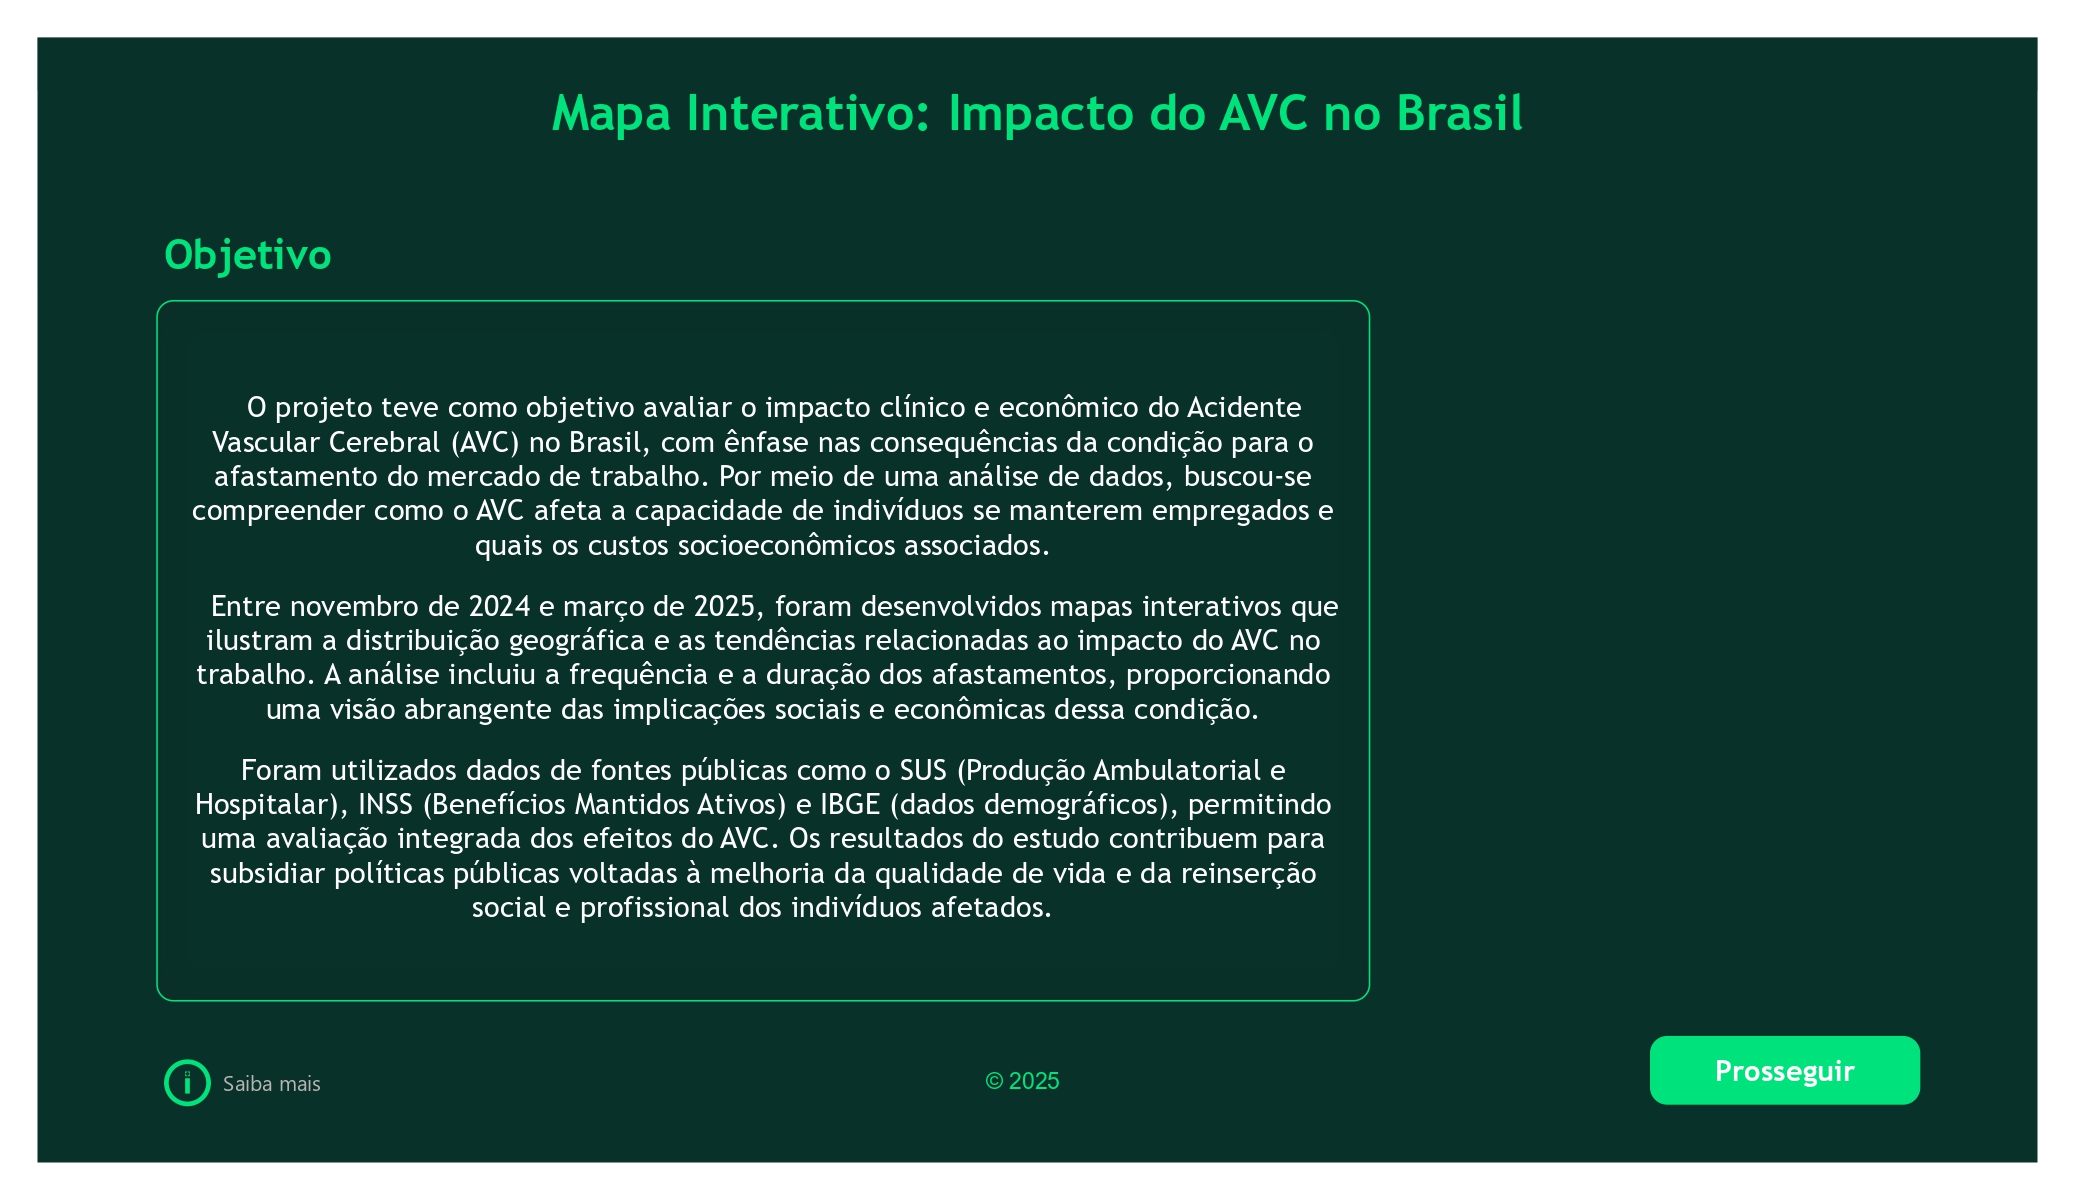 Mapa Interativo: Impacto do AVC no Brasil
Objetivo
O projeto teve como objetivo avaliar o impacto clínico e econômico do Acidente
Vascular Cerebral (AVC) no Brasil, com ênfase nas consequências da condição para o
afastamento do mercado de trabalho. Por meio de uma análise de dados, buscou-se
compreender como o AVC afeta a capacidade de indivíduos se manterem empregados e
quais os custos socioeconômicos associados.
Entre novembro de 2024 e março de 2025, foram desenvolvidos mapas interativos que
ilustram a distribuição geográfica e as tendências relacionadas ao impacto do AVC no
trabalho. A análise incluiu a frequência e a duração dos afastamentos, proporcionando
uma visão abrangente das implicações sociais e econômicas dessa condição.
Foram utilizados dados de fontes públicas como o SUS (Produção Ambulatorial e
Hospitalar), INSS (Benefícios Mantidos Ativos) e IBGE (dados demográficos), permitindo
uma avaliação integrada dos efeitos do AVC. Os resultados do estudo contribuem para
subsidiar políticas públicas voltadas à melhoria da qualidade de vida e da reinserção
social e profissional dos indivíduos afetados.
Saiba mais
© 2025
Prosseguir